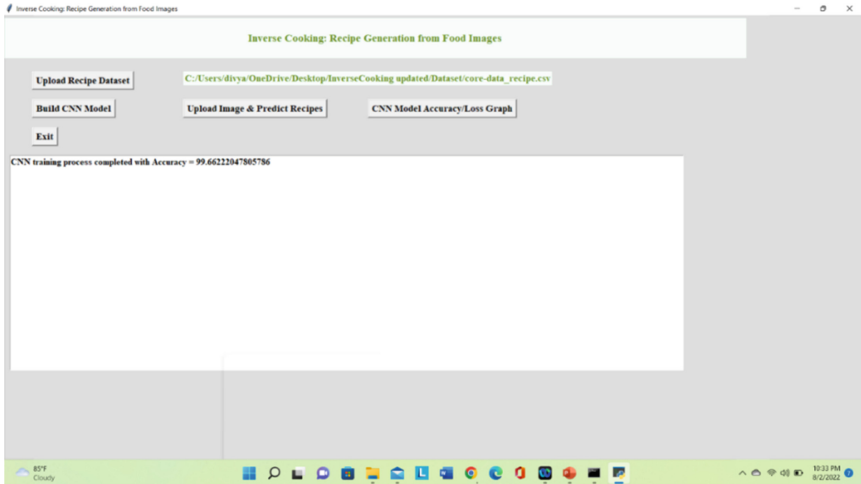 Inverse Cooking: Recipe Generation from Food Images
Inverse Cooking: Recipe Generation from Food Images
Upload Recipe Dataset
C:/Users/divya/OneDrive/Desktop/InverseCooking updated/Dataset/core-data_recipe.csv
Build CNN Model
Upload Image & Predict Recipes
CNN Model Accuracy/Loss Graph
Exit
CNN training process completed with Accuracy = 99.66222047805786
85°F
Cloudy
10:33 PM
8/2/2022